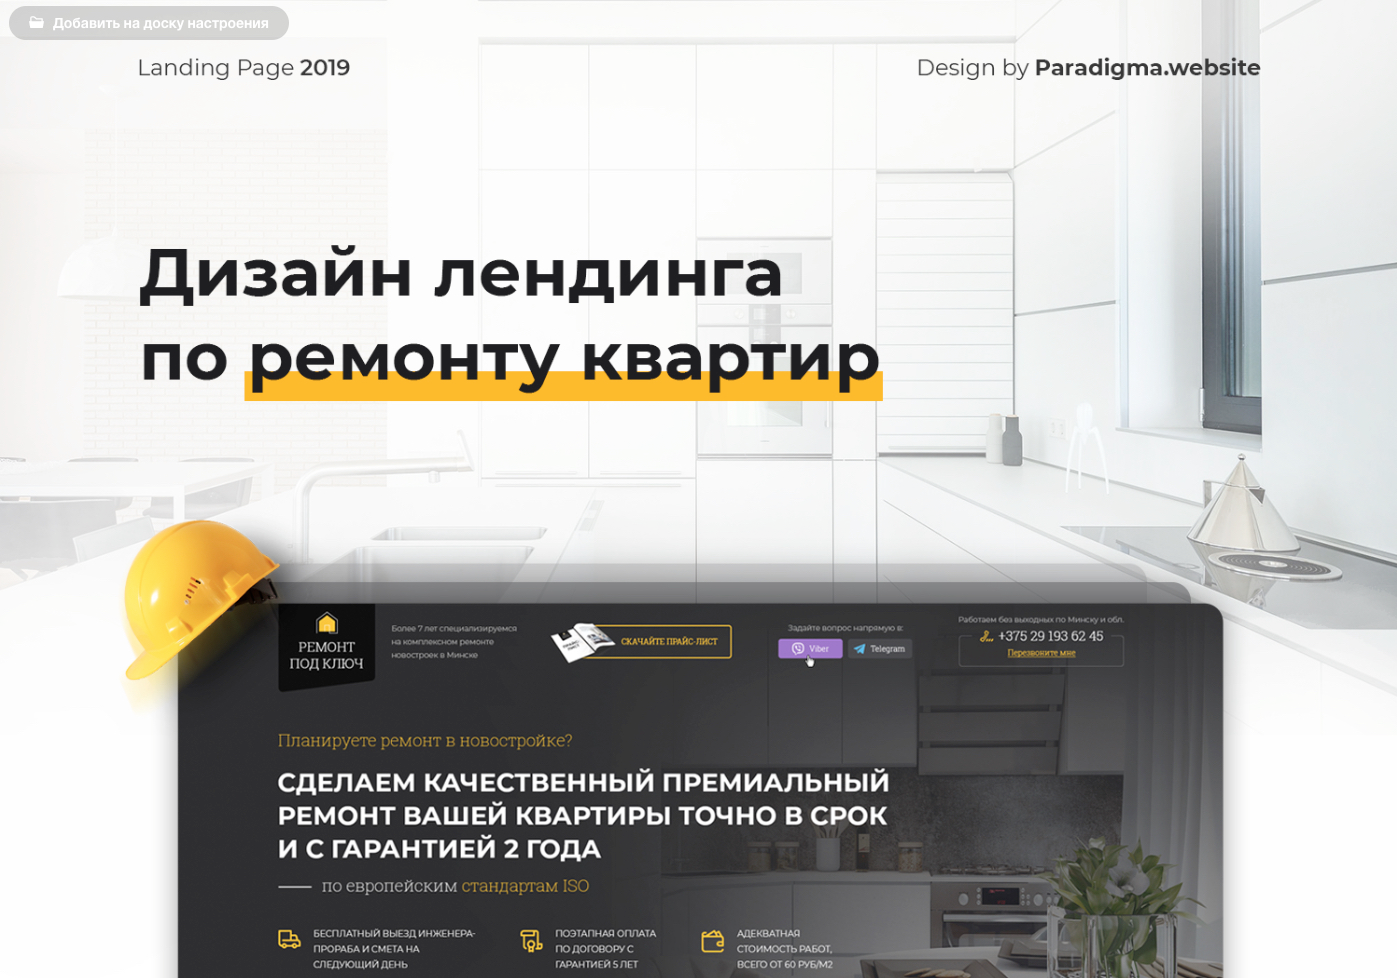 Добавить на доску настроения
Landing Page 2019
Design by Paradigma.website
Дизайн лендинга
по ремонту квартир
РЕМОНТ
ПОД КЛЮЧ
Более 7 лет специализируемся
на комплексном ремонте
новостроек в Минске
СКАЧАЙТЕ ПРАЙС-ЛИСТ
Задайте вопрос напрямую в:
Viber
Telegram
Работаем без выходных по Минску и обл.
+375 29 193 62 45
Перезвоните мне
Планируете ремонт в новостройке?
СДЕЛАЕМ КАЧЕСТВЕННЫЙ ПРЕМИАЛЬНЫЙ
РЕМОНТ ВАШЕЙ КВАРТИРЫ ТОЧНО В СРОК
И С ГАРАНТИЕЙ 2 ГОДА
по европейским стандартам ISO
БЕСПЛАТНЫЙ ВЫЕЗД ИНЖЕНЕРА-
ПРОРАБА И СМЕТА НА
СЛЕДУЮЩИЙ ДЕНЬ
ПОЭТАПНАЯ ОПЛАТА
ПО ДОГОВОРУ С
ГАРАНТИЕЙ 5 ЛЕТ
АДЕКВАТНАЯ
СТОИМОСТЬ РАБОТ,
ВСЕГО ОТ 60 РУБ/М2